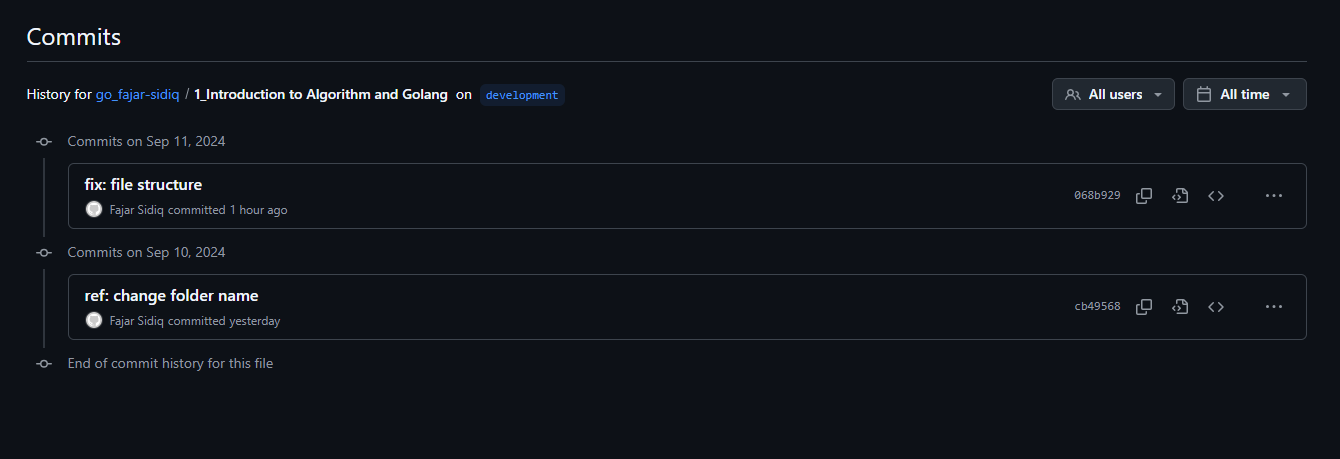 Commits
History for go_fajar-sidiq / 1_Introduction to Algorithm and Golang on development
All users
All time
Commits on Sep 11, 2024
fix: file structure
068b929
Fajar Sidiq committed 1 hour ago
Commits on Sep 10, 2024
ref: change folder name
cb49568
Fajar Sidiq committed yesterday
End of commit history for this file